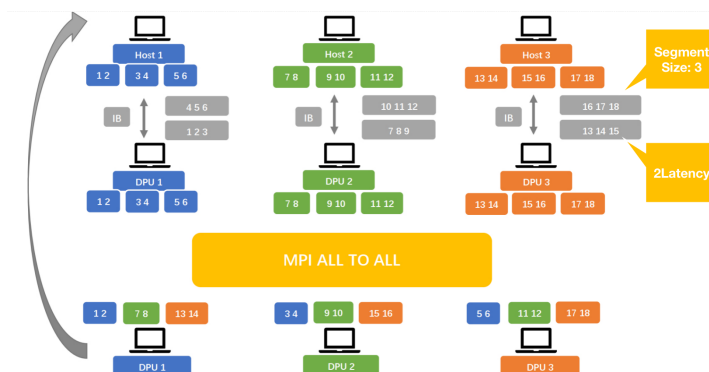 Host 1
Host 2
Host 3
Segment
Size: 3
1 2
3 4
5 6
7 8
9 10
11 12
13 14
15 16
17 18
IB
4 5 6
1 2 3
IB
10 11 12
7 8 9
IB
16 17 18
13 14 15
2Latency
DPU 1
DPU 2
DPU 3
1 2
3 4
5 6
7 8
9 10
11 12
13 14
15 16
17 18
MPI ALL TO ALL
1 2
7 8
13 14
3 4
9 10
15 16
5 6
11 12
17 18
DPU 1
DPU 2
DPU 3